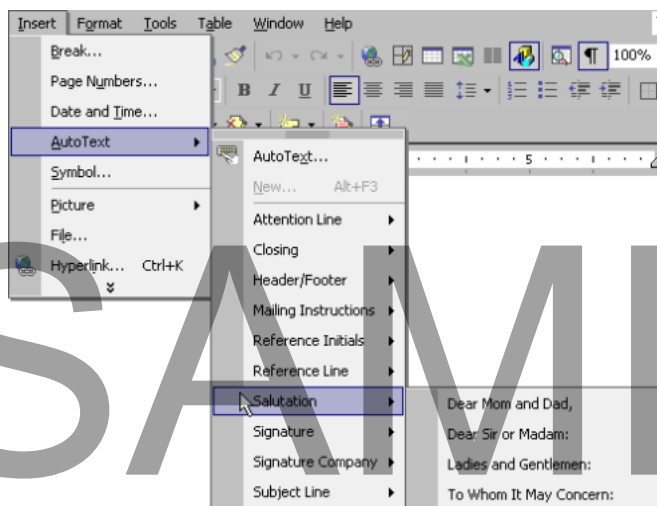 Insert Format Tools Table Window Help
Break...
Page Numbers...
Date and Time...
AutoText
Symbol...
Picture
File...
Hyperlink... Ctrl+K
100%
B I U
5
AutoText...
New... Alt+F3
Attention Line
Closing
Header/Footer
Mailing Instructions
Reference Initials
Reference Line
Salutation
Signature
Signature Company
Subject Line
Dear Mom and Dad,
Dear Sir or Madam:
Ladies and Gentlemen:
To Whom It May Concern:
SAM